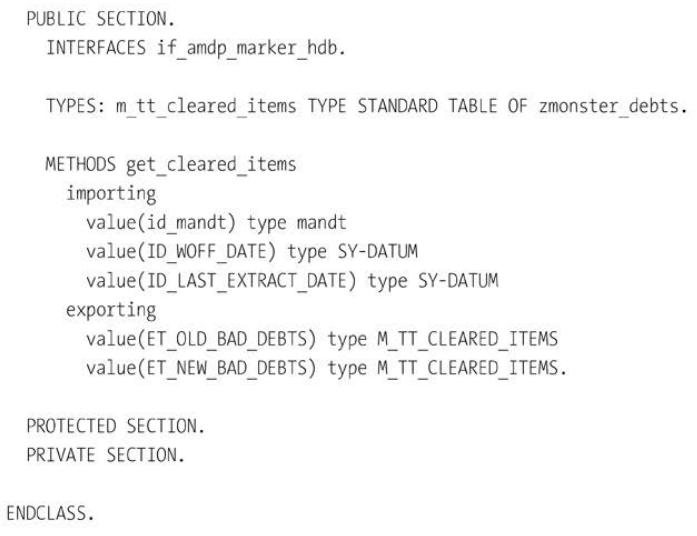 PUBLIC SECTION.
INTERFACES if_amdp_marker_hdb.
TYPES: m_tt_cleared_items TYPE STANDARD TABLE OF zmonster_debts.
METHODS get_cleared_items
importing
value(id_mandt) type mandt
value(ID_WOFF_DATE) type SY-DATUM
value(ID_LAST_EXTRACT_DATE) type SY-DATUM
exporting
value(ET_OLD_BAD_DEBTS) type M_TT_CLEARED_ITEMS
value(ET_NEW_BAD_DEBTS) type M_TT_CLEARED_ITEMS.
PROTECTED SECTION.
PRIVATE SECTION.
ENDCLASS.